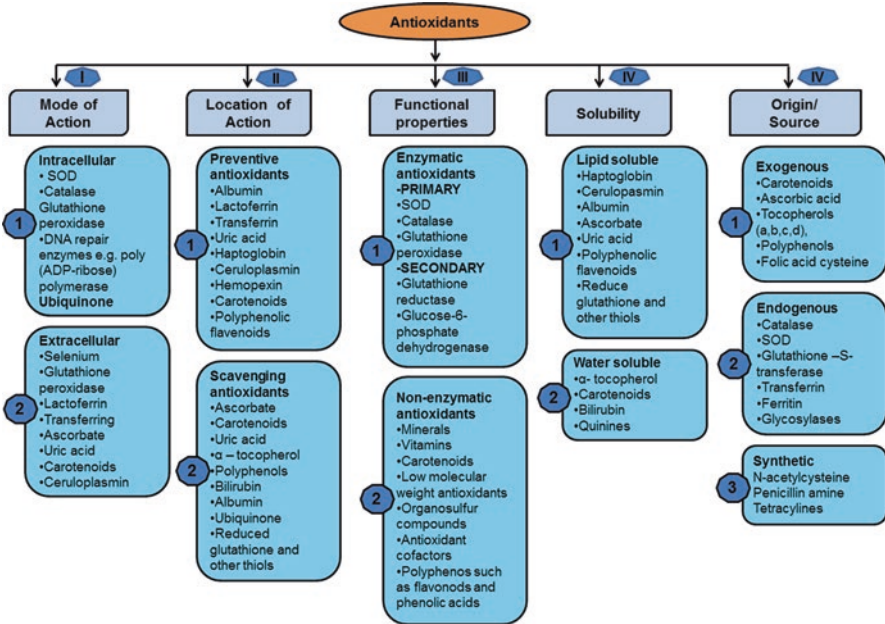 Antioxidants
I
Mode of
Action
Intracellular
• SOD
•Catalase
Glutathione
peroxidase
•DNA repair
enzymes e.g. poly
(ADP-ribose)
polymerase
Ubiquinone
1
Extracellular
•Selenium
•Glutathione
peroxidase
•Lactoferrin
•Transferring
•Ascorbate
•Uric acid
•Carotenoids
•Ceruloplasmin
2
II
Location of
Action
Preventive
antioxidants
•Albumin
•Lactoferrin
•Transferrin
•Uric acid
•Haptoglobin
•Ceruloplasmin
•Hemopexin
•Carotenoids
•Polyphenolic
flavenoids
1
Scavenging
antioxidants
•Ascorbate
•Carotenoids
•Uric acid
•α – tocopherol
•Polyphenols
•Bilirubin
•Albumin
•Ubiquinone
•Reduced
glutathione and
other thiols
2
III
Functional
properties
Enzymatic
antioxidants
-PRIMARY
•SOD
•Catalase
•Glutathione
peroxidase
-SECONDARY
•Glutathione
reductase
•Glucose-6-
phosphate
dehydrogenase
1
Non-enzymatic
antioxidants
•Minerals
•Vitamins
•Carotenoids
•Low molecular
weight antioxidants
•Organosulfur
compounds
•Antioxidant
cofactors
•Polyphenos such
as flavonods and
phenolic acids
2
IV
Solubility
Lipid soluble
•Haptoglobin
•Cerulopasmin
•Albumin
•Ascorbate
•Uric acid
•Polyphenolic
flavenoids
•Reduce
glutathione and
other thiols
1
Water soluble
•α- tocopherol
•Carotenoids
•Bilirubin
•Quinines
2
IV
Origin/
Source
Exogenous
•Carotenoids
•Ascorbic acid
•Tocopherols
(a,b,c,d),
•Polyphenols
•Folic acid cysteine
1
Endogenous
•Catalase
•SOD
•Glutathione –S-
transferase
•Transferrin
•Ferritin
•Glycosylases
2
Synthetic
N-acetylcysteine
Penicillin amine
Tetracylines
3